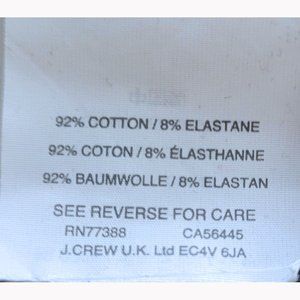 92% COTTON / 8% ELASTANE
92% COTON / 8% ÉLASTHANNE
92% BAUMWOLLE / 8% ELASTAN
SEE REVERSE FOR CARE
RN77388 CA56445
J.CREW U.K. Ltd EC4V 6JA